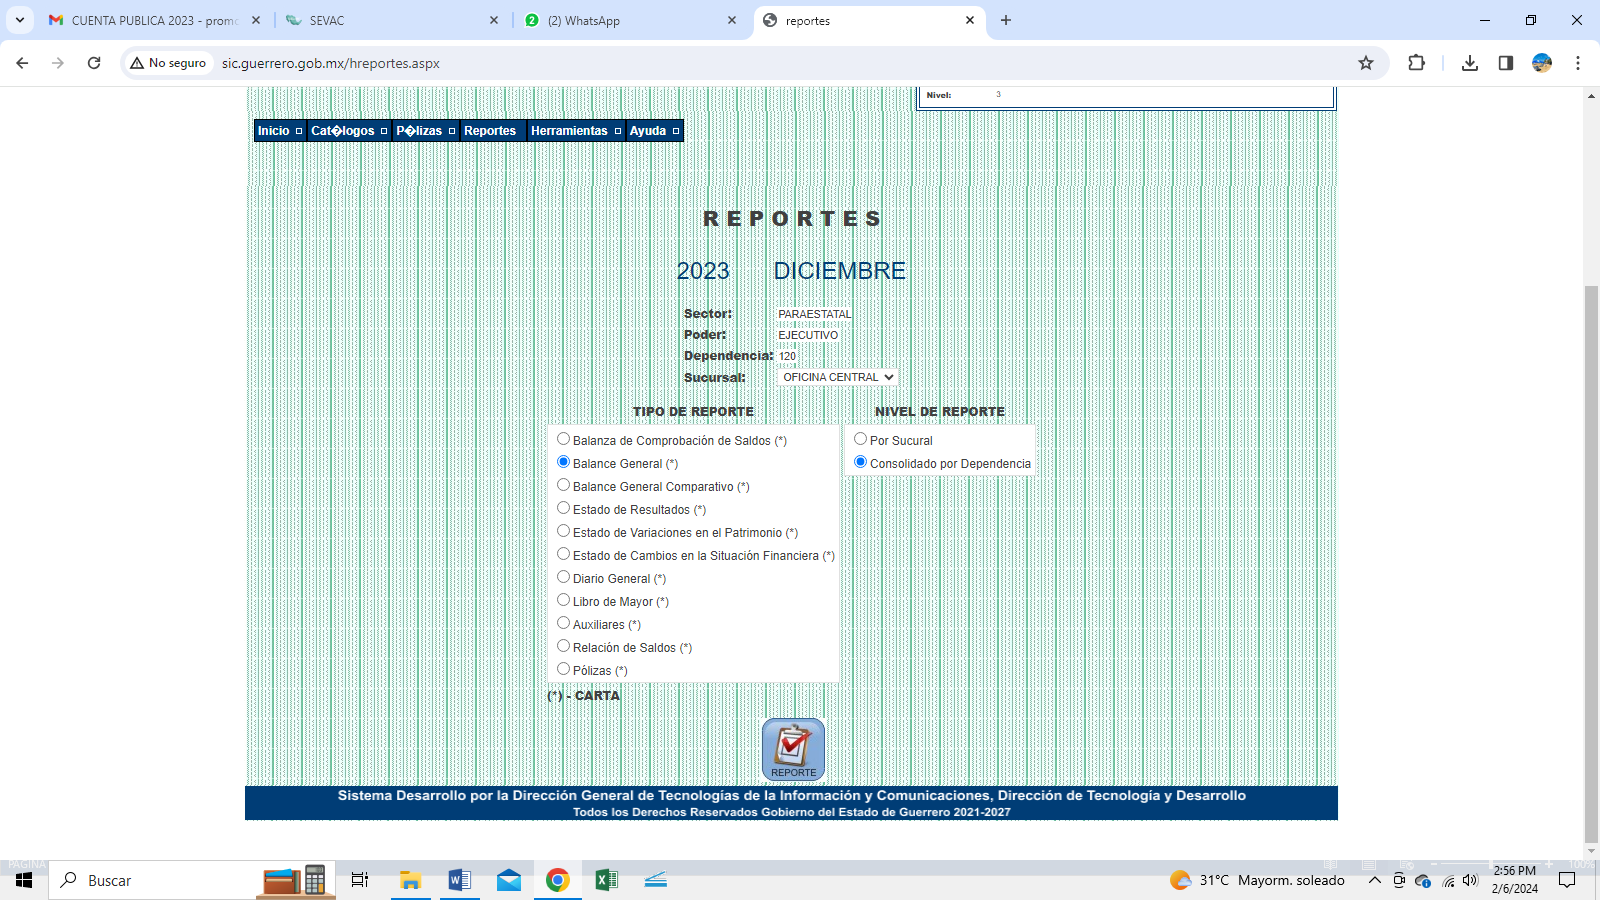 CUENTA PUBLICA 2023 - promo
SEVAC
(2) WhatsApp
reportes
No seguro
sic.guerrero.gob.mx/hreportes.aspx
Nivel: 3
Inicio
Cat�logos
P�lizas
Reportes
Herramientas
Ayuda
REPORTES
2023 DICIEMBRE
Sector: PARAESTATAL
Poder: EJECUTIVO
Dependencia: 120
Sucursal: OFICINA CENTRAL
TIPO DE REPORTE
Balanza de Comprobación de Saldos (*)
Balance General (*)
Balance General Comparativo (*)
Estado de Resultados (*)
Estado de Variaciones en el Patrimonio (*)
Estado de Cambios en la Situación Financiera (*)
Diario General (*)
Libro de Mayor (*)
Auxiliares (*)
Relación de Saldos (*)
Pólizas (*)
(*) - CARTA
NIVEL DE REPORTE
Por Sucural
Consolidado por Dependencia
REPORTE
Sistema Desarrollo por la Dirección General de Tecnologías de la Información y Comunicaciones, Dirección de Tecnología y Desarrollo
Todos los Derechos Reservados Gobierno del Estado de Guerrero 2021-2027
100%
Buscar
31°C Mayorm. soleado
2:56 PM
2/6/2024